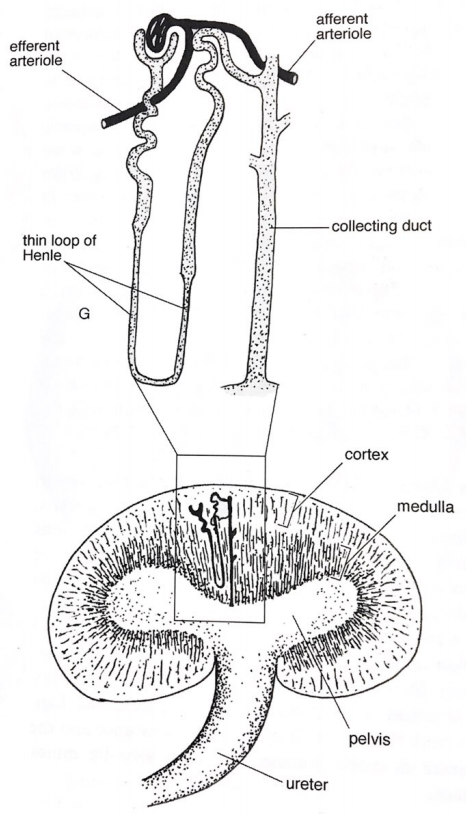 afferent
arteriole
efferent
arteriole
collecting duct
thin loop of
Henle
G
cortex
medulla
pelvis
ureter